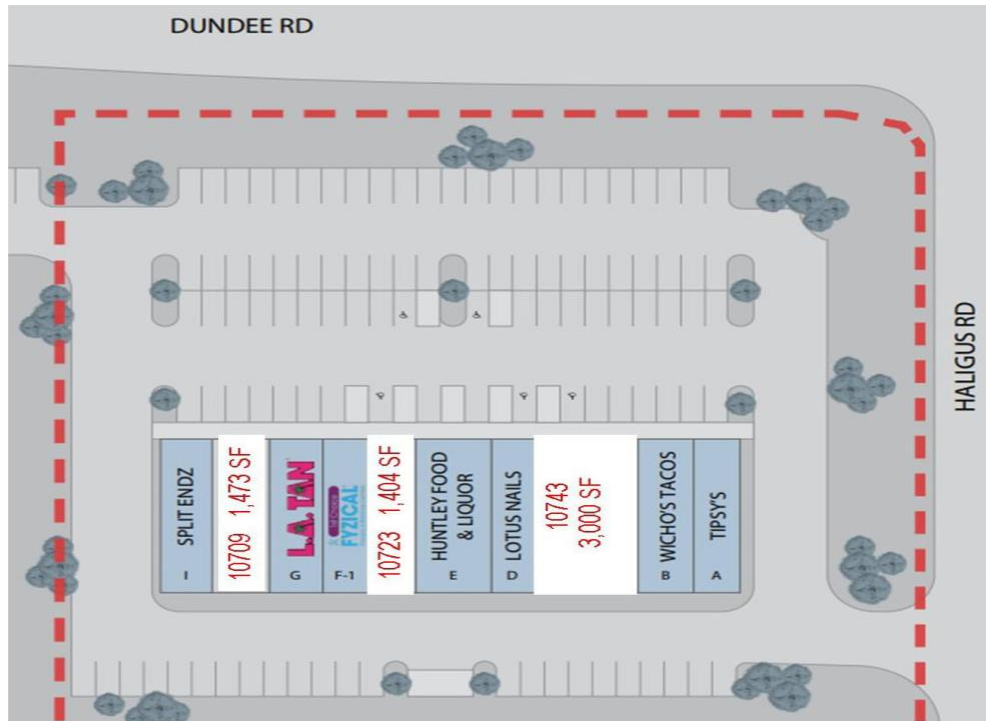 DUNDEE RD
HALIGUS RD
SPLIT ENDZ
I
10709 1,473 SF
L.A. TAN
G
FYZICAL
F-1
10723 1,404 SF
HUNTLEY FOOD
& LIQUOR
E
LOTUS NAILS
D
10743
3,000 SF
WICHO'S TACOS
B
TIPSY'S
A